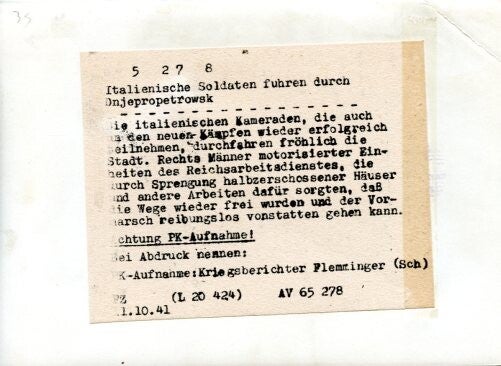 35
5 27 8
Italienische Soldaten fuhren durch
Dnjepropetrowsk
Die italienischen Kameraden, die auch
an den neuen Kämpfen wieder erfolgreich
teilnehmen, durchfahren fröhlich die
Stadt. Rechts Männer motorisierter Ein-
heiten des Reichsarbeitadienstes, die
durch Sprengung halbzerschossener Häuser
und andere Arbeiten dafür sorgten, daß
die Wege wieder frei wurden und der Vor-
marsch reibungslos vonstatten gehen kann.
Achtung PK-Aufnahme!
Bei Abdruck nennen:
PK-Aufnahme:Kriegsberichter Flemminger (Sch)
(L 20 424) AV 65 278
1.10.41